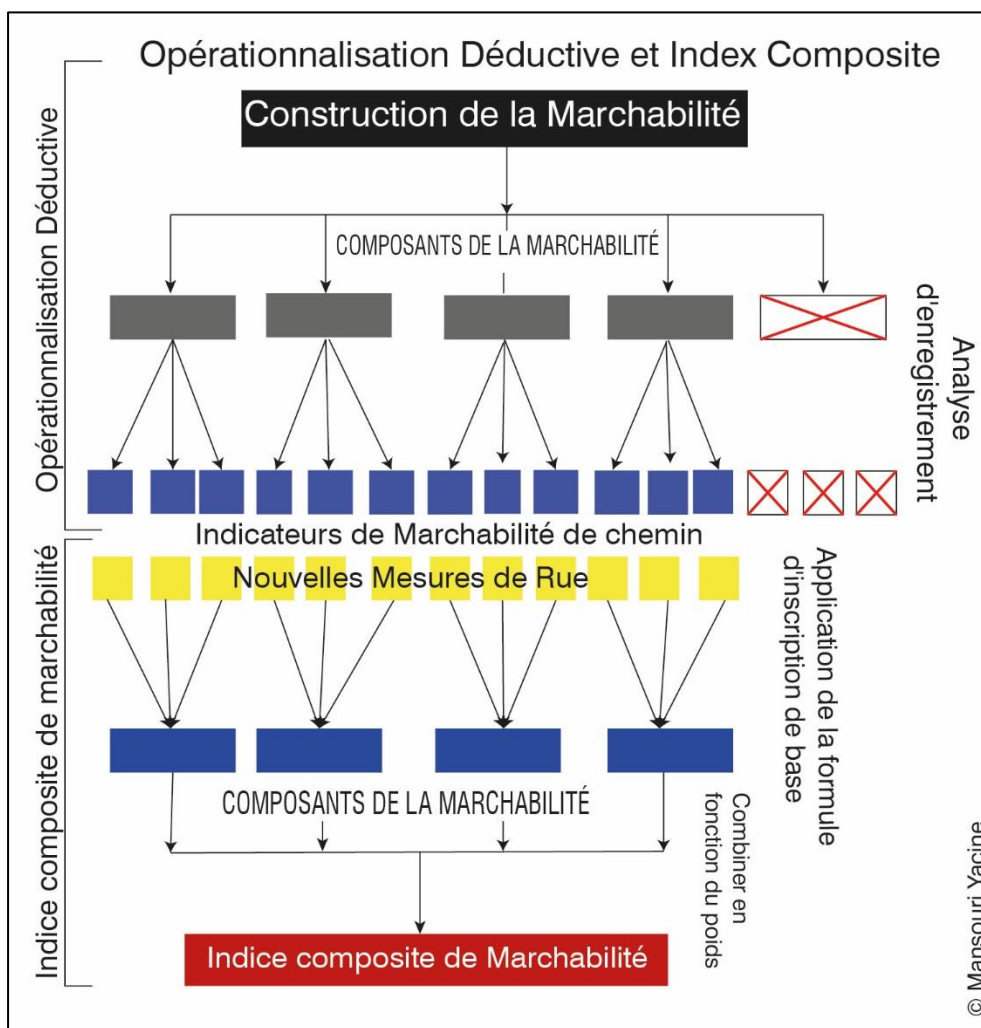 Opérationnalisation Déductive et Index Composite
Construction de la Marchabilité
Opérationnalisation Déductive
COMPOSANTS DE LA MARCHABILITÉ
Analyse
d'enregistrement
Indicateurs de Marchabilité de chemin
Nouvelles Mesures de Rue
Indice composite de marchabilité
Application de la formule
d'inscription de base
COMPOSANTS DE LA MARCHABILITÉ
Combiner en
fonction du poids
Indice composite de Marchabilité
© Mansouri Yacine